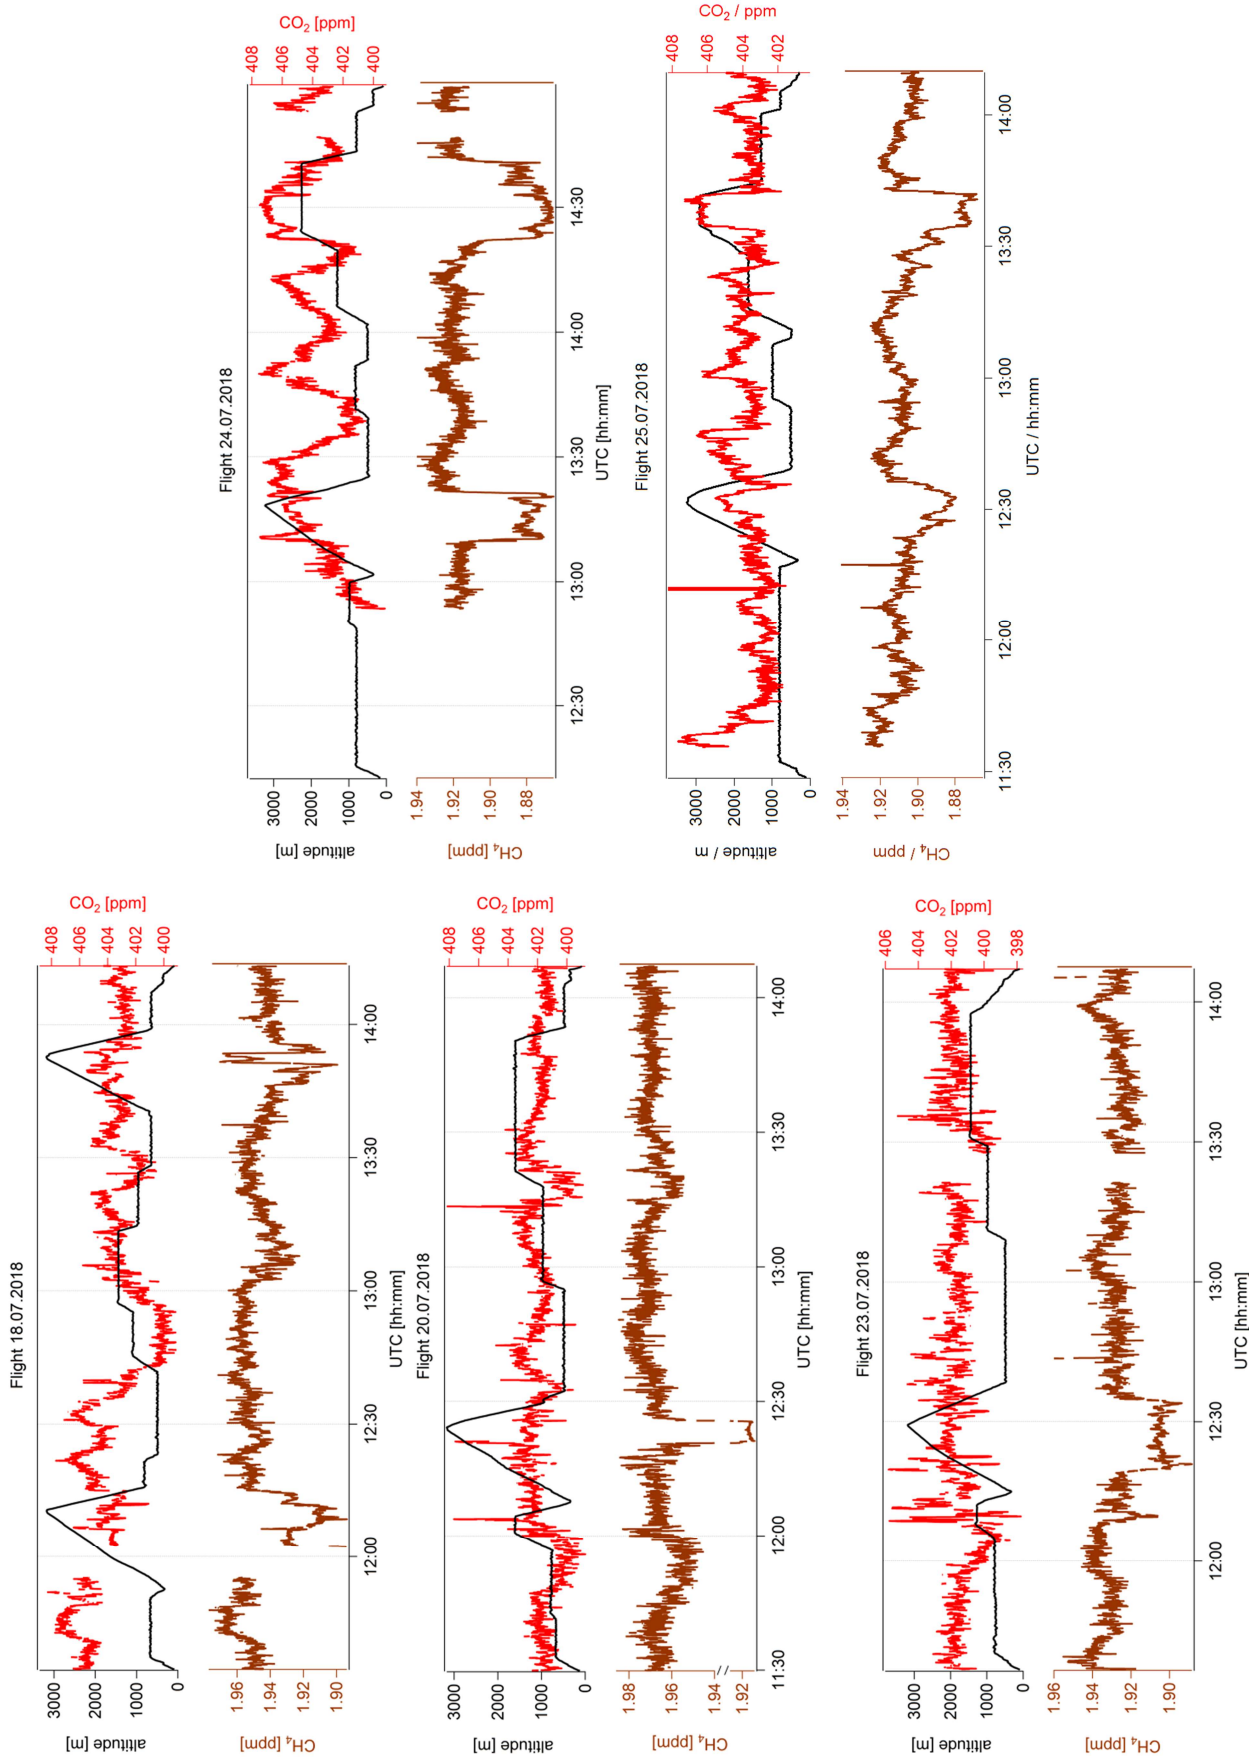 Flight 18.07.2018
altitude [m]
3000
2000
1000
0
408
406
404
402
400
CO₂ [ppm]
CH₄ [ppm]
1.96
1.94
1.92
1.90
12:00 12:30 13:00 13:30 14:00
UTC [hh:mm]
Flight 20.07.2018
altitude [m]
3000
2000
1000
0
408
406
404
402
400
CO₂ [ppm]
CH₄ [ppm]
1.98
1.96
1.94
1.92
11:30 12:00 12:30 13:00 13:30 14:00
UTC [hh:mm]
Flight 23.07.2018
altitude [m]
3000
2000
1000
0
406
404
402
400
398
CO₂ [ppm]
CH₄ [ppm]
1.96
1.94
1.92
1.90
12:00 12:30 13:00 13:30 14:00
UTC [hh:mm]
Flight 24.07.2018
altitude [m]
3000
2000
1000
0
408
406
404
402
400
CO₂ [ppm]
CH₄ [ppm]
1.94
1.92
1.90
1.88
12:30 13:00 13:30 14:00 14:30
UTC [hh:mm]
Flight 25.07.2018
altitude / m
3000
2000
1000
0
408
406
404
402
CO₂ / ppm
CH₄ / ppm
1.94
1.92
1.90
1.88
11:30 12:00 12:30 13:00 13:30 14:00
UTC / hh:mm